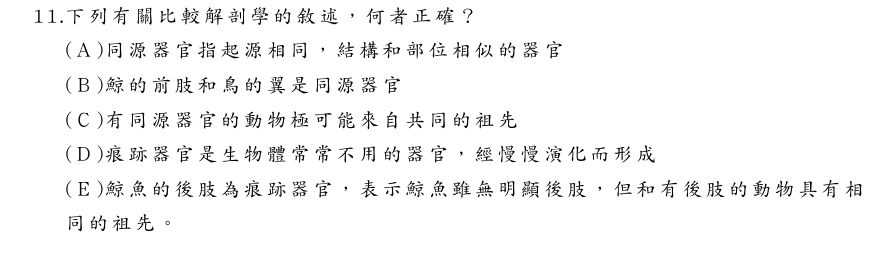 11.下列有關比較解剖學的敘述，何者正確？
(A)同源器官指起源相同，結構和部位相似的器官
(B)鯨的前肢和鳥的翼是同源器官
(C)有同源器官的動物極可能來自共同的祖先
(D)痕跡器官是生物體常常不用的器官，經慢慢演化而形成
(E)鯨魚的後肢為痕跡器官，表示鯨魚雖無明顯後肢，但和有後肢的動物具有相
同的祖先。